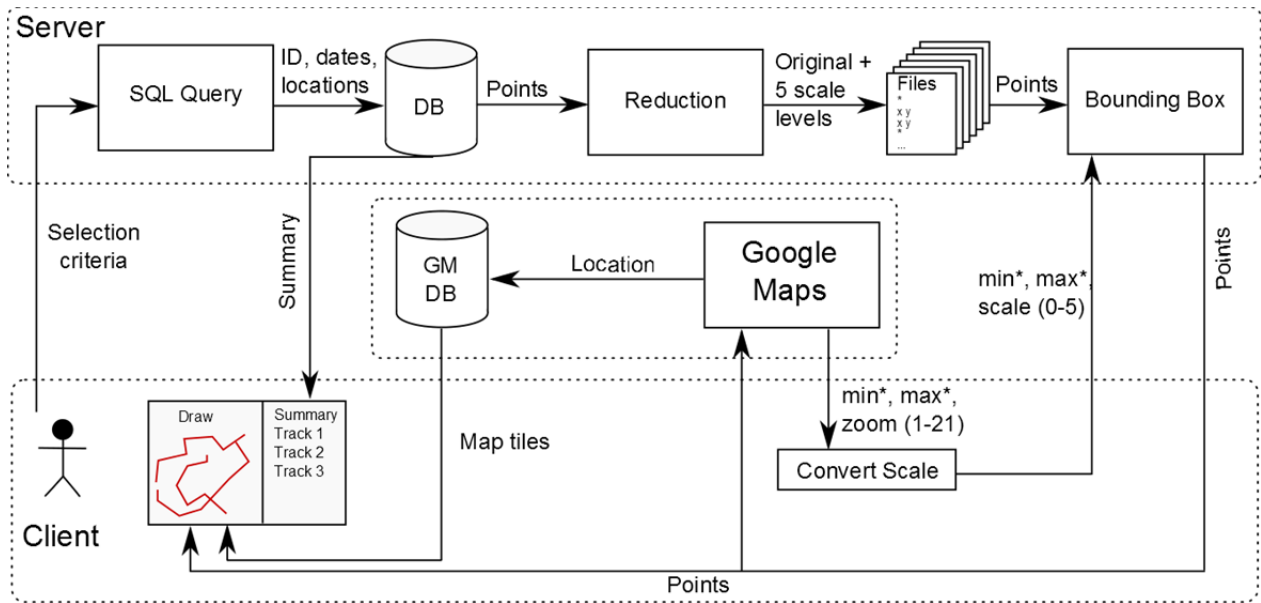 Server
SQL Query
ID, dates,
locations
DB
Points
Reduction
Original +
5 scale
levels
Files
*
x y
x y
*
...
Points
Bounding Box
Selection
criteria
Summary
GM
DB
Location
Google
Maps
min*, max*,
scale (0-5)
Points
min*, max*,
zoom (1-21)
Convert Scale
Draw
Summary
Track 1
Track 2
Track 3
Map tiles
Client
Points